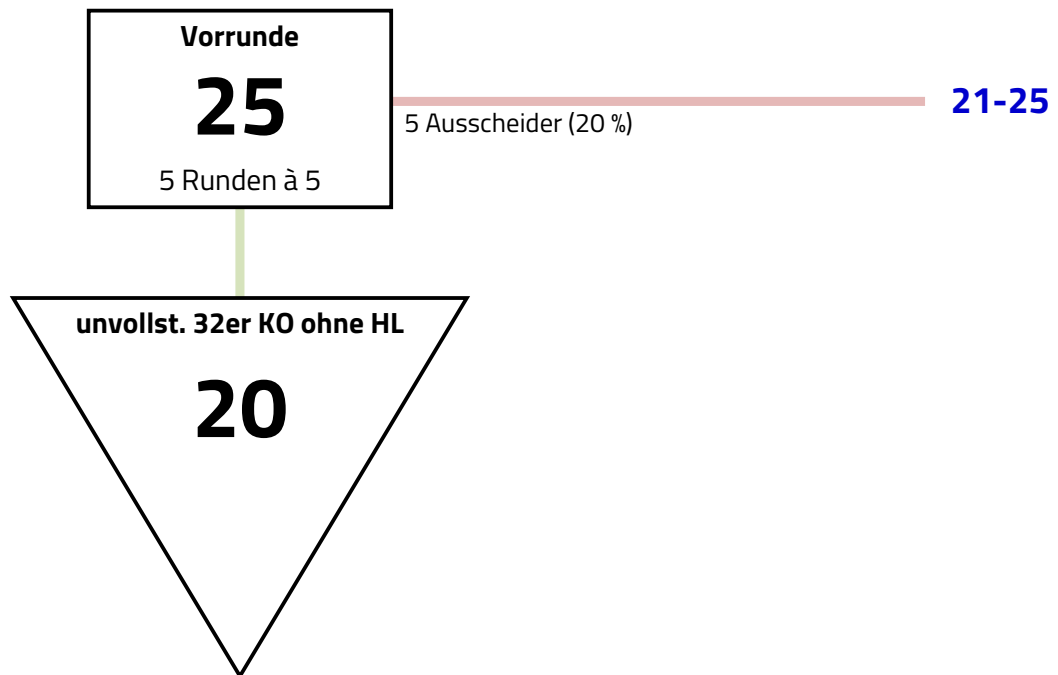 Vorrunde
25
5 Runden à 5
5 Ausscheider (20 %)
21-25
unvollst. 32er KO ohne HL
20